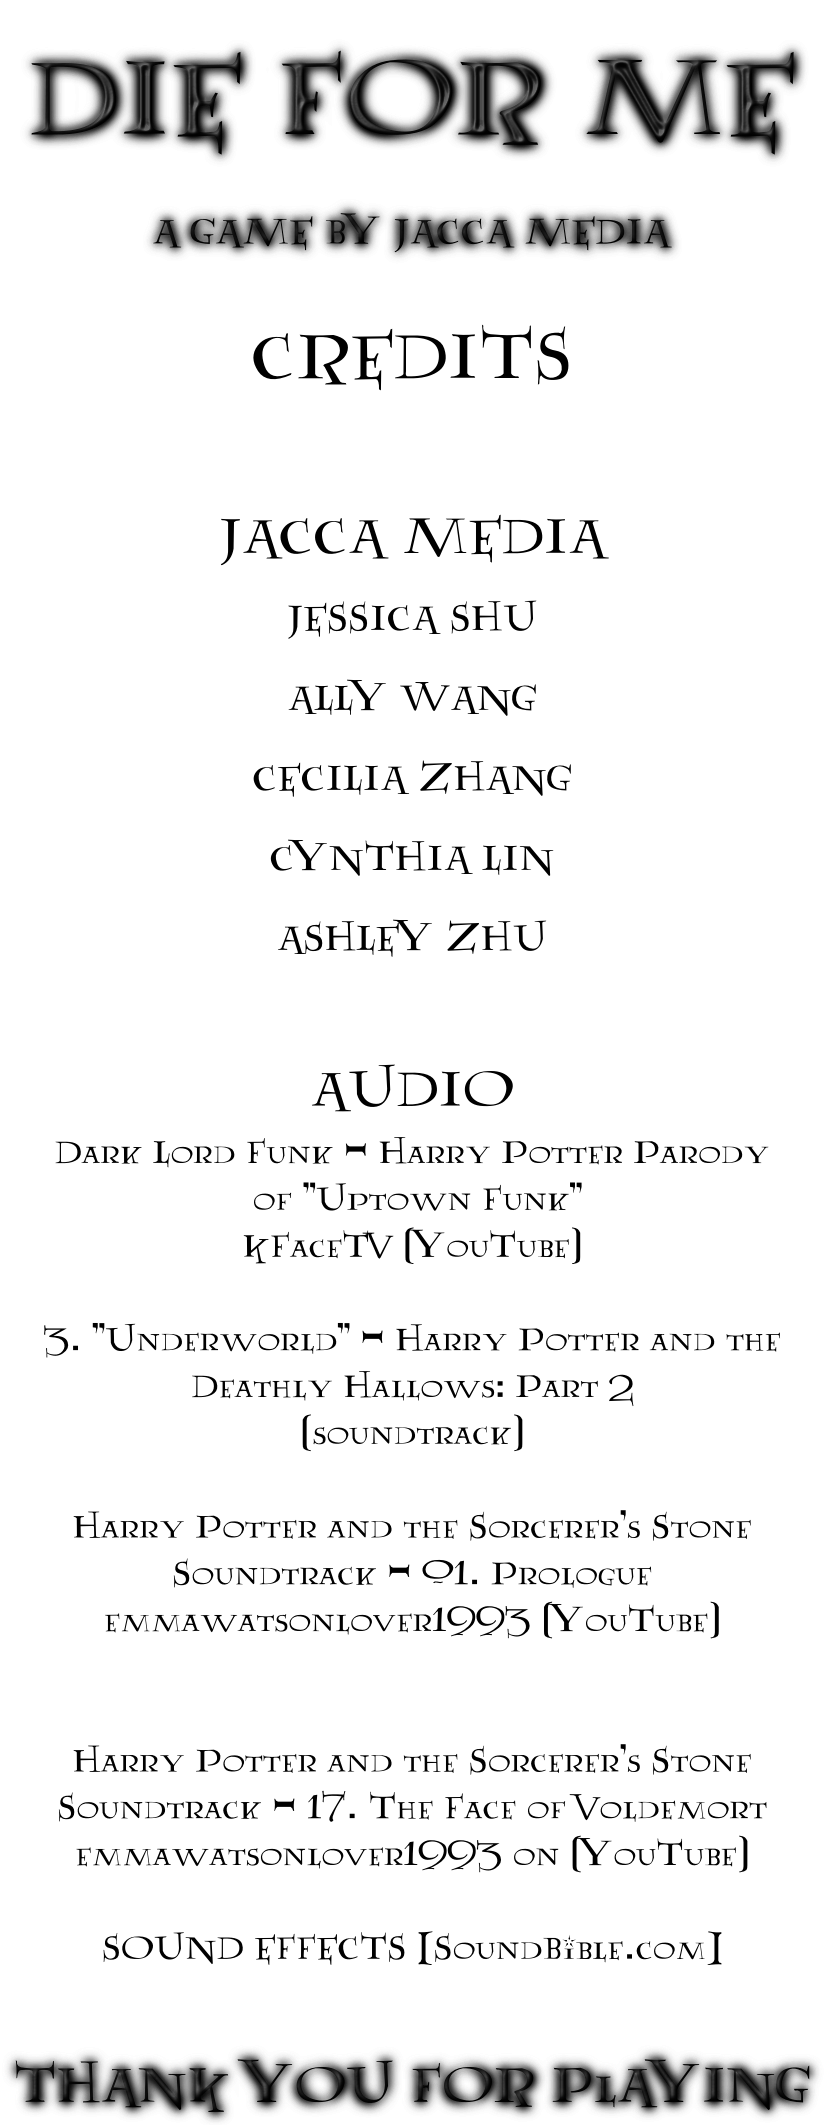 DIE FOR ME
A GAME BY JACCA MEDIA
CREDITS
JACCA MEDIA
JESSICA SHU
ALLY WANG
CECILIA ZHANG
CYNTHIA LIN
ASHLEY ZHU
AUDIO
Dark Lord Funk - Harry Potter Parody
of "Uptown Funk"
KFaceTV (YouTube)
3. "Underworld" - Harry Potter and the
Deathly Hallows: Part 2
(soundtrack)
Harry Potter and the Sorcerer's Stone
Soundtrack - 01. Prologue
emmawatsonlover1993 (YouTube)
Harry Potter and the Sorcerer's Stone
Soundtrack - 17. The Face of Voldemort
emmawatsonlover1993 on (YouTube)
SOUND EFFECTS [SoundBible.com]
THANK YOU FOR PLAYING